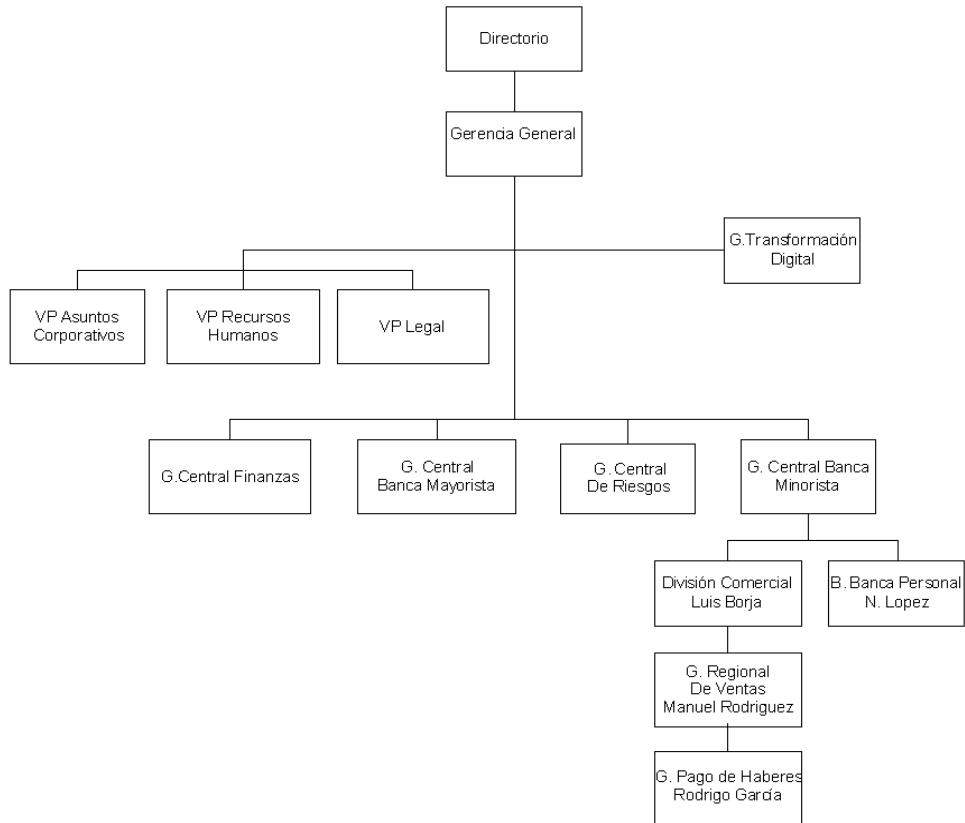 Directorio
Gerencia General
G.Transformación
Digital
VP Asuntos
Corporativos
VP Recursos
Humanos
VP Legal
G.Central Finanzas
G. Central
Banca Mayorista
G. Central
De Riesgos
G. Central Banca
Minorista
División Comercial
Luis Borja
B. Banca Personal
N. Lopez
G. Regional
De Ventas
Manuel Rodriguez
G. Pago de Haberes
Rodrigo García